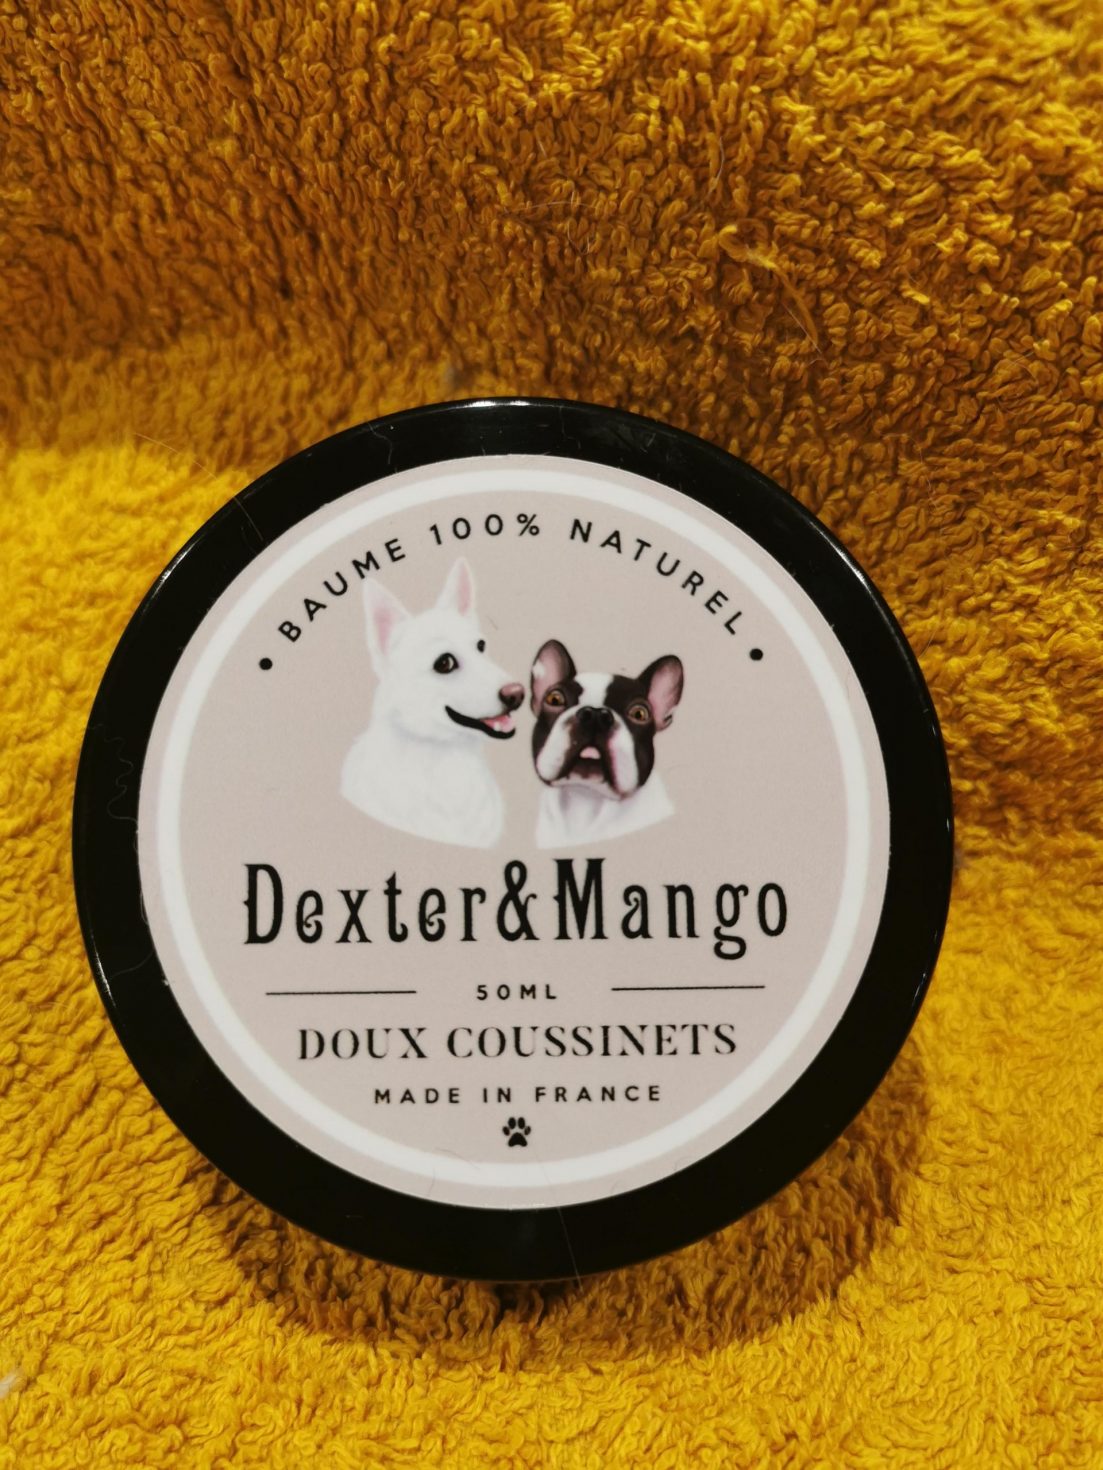 • BAUME 100% NATUREL •
Dexter&Mango
50ML
DOUX COUSSINETS
MADE IN FRANCE